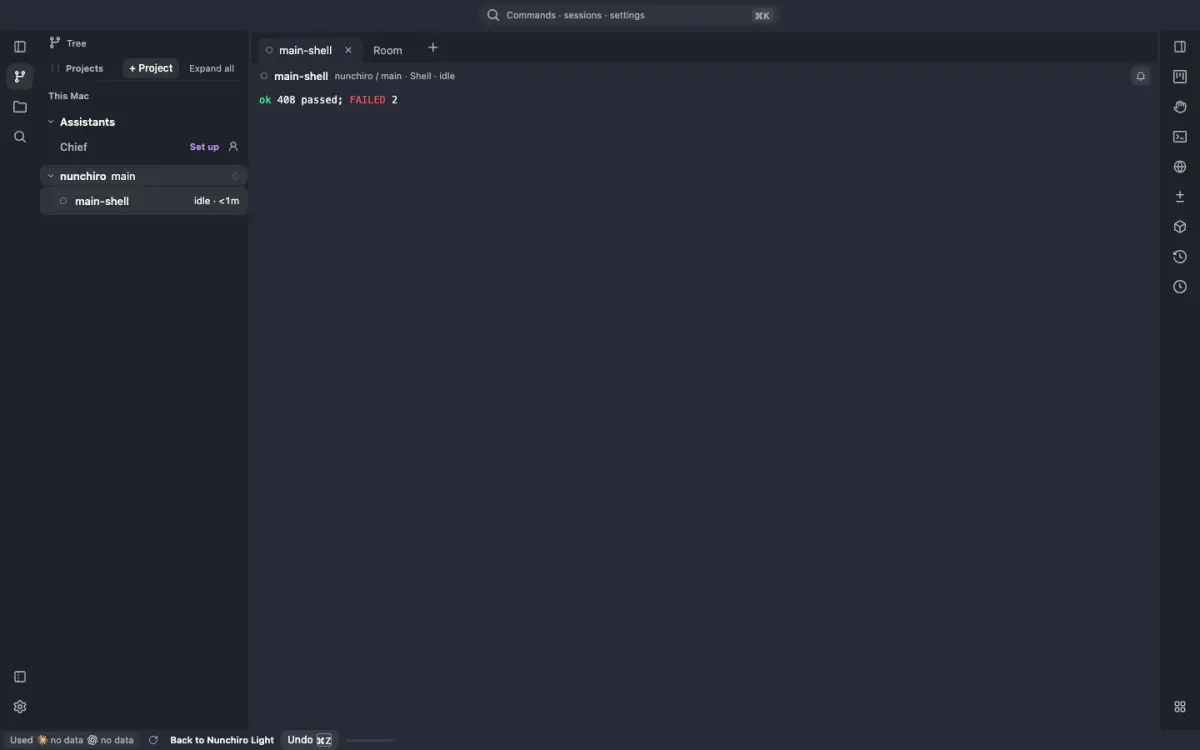 Commands · sessions · settings ⌘K
Tree
Projects + Project Expand all
This Mac
Assistants
Chief Set up
nunchiro main
main-shell idle · <1m
main-shell × Room +
main-shell nunchiro / main · Shell · idle
ok 408 passed; FAILED 2
Used no data no data Back to Nunchiro Light Undo ⌘Z